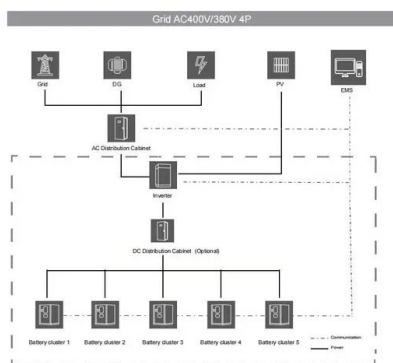 Grid AC400V/380V 4P
Grid
DG
Load
PV
EMS
AC Distribution Cabinet
Inverter
DC Distribution Cabinet (Optional)
Battery cluster 1
Battery cluster 2
Battery cluster 3
Battery cluster 4
Battery cluster 5
Communication
Power